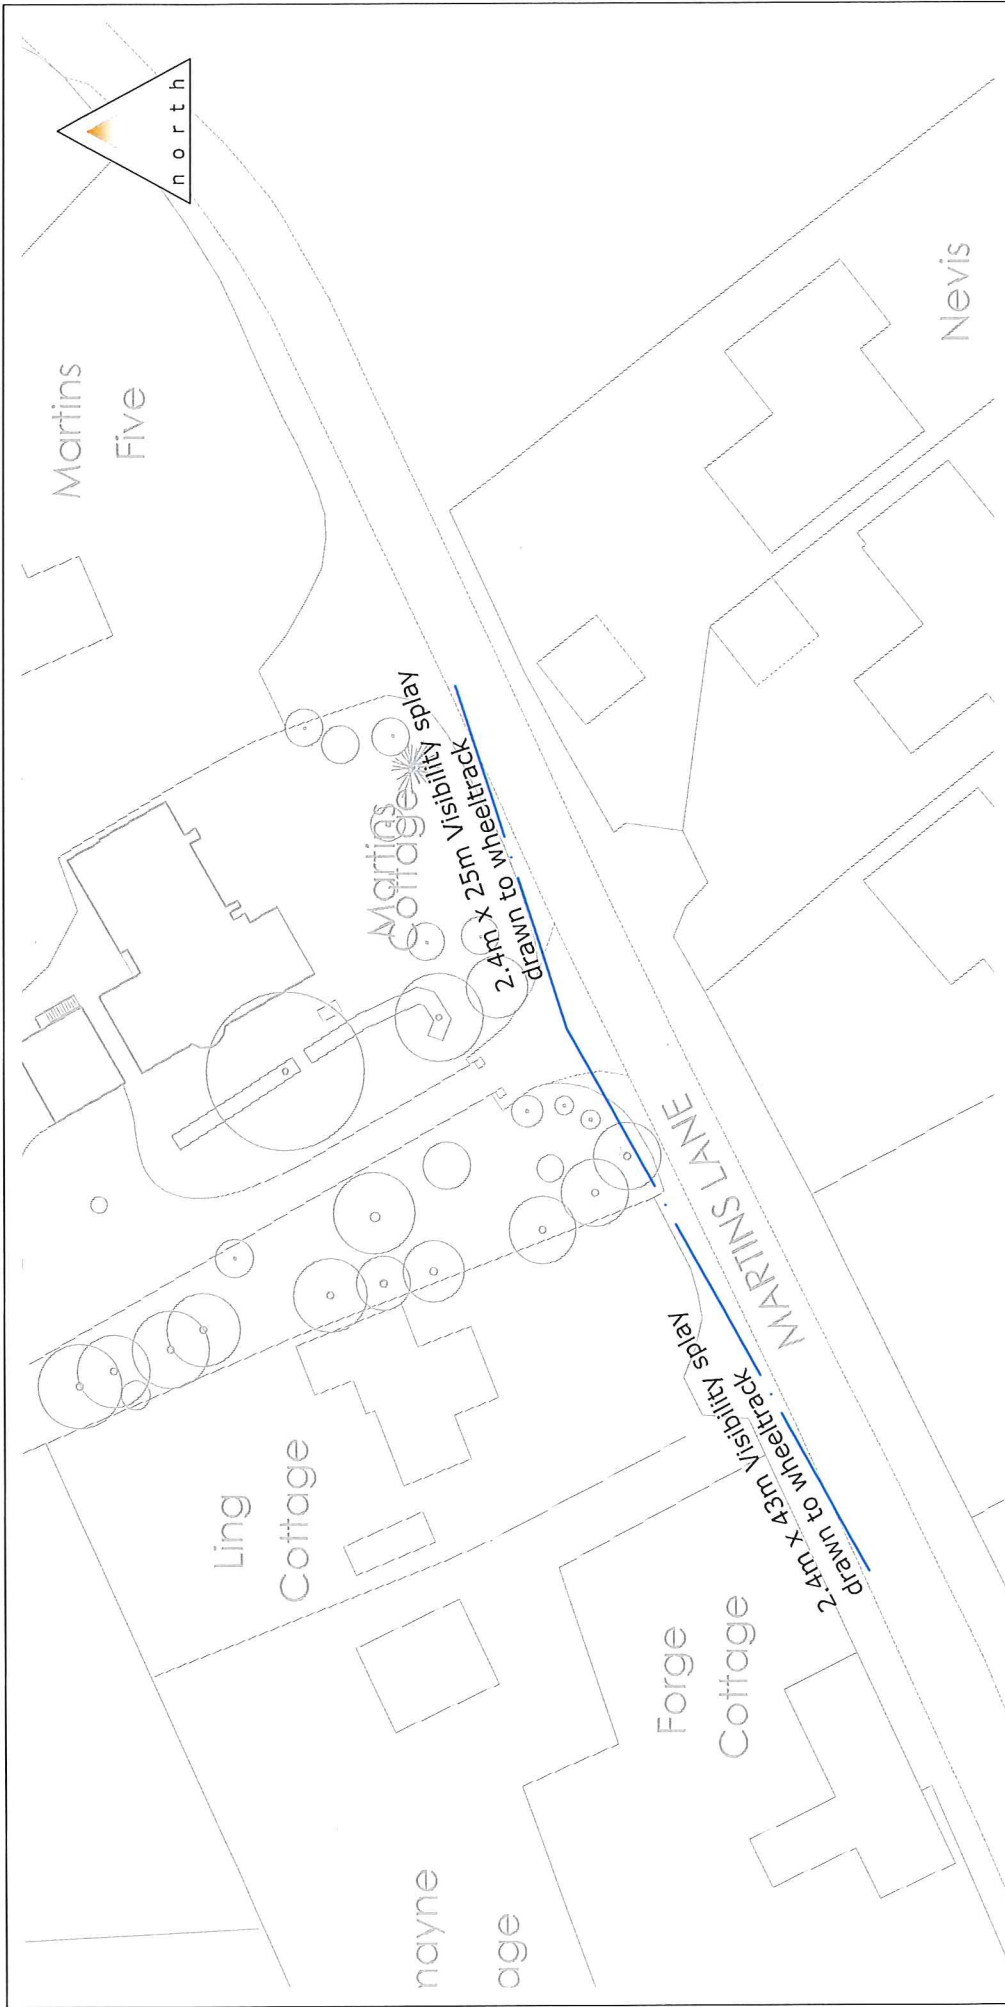 north
Martins
Five
Nevis
Martins
Cottage
2.4m x 25m Visibility splay
drawn to wheeltrack
MARTINS LANE
2.4m x 43m Visibility splay
drawn to wheeltrack
Ling
Cottage
Forge
Cottage
nayne
age